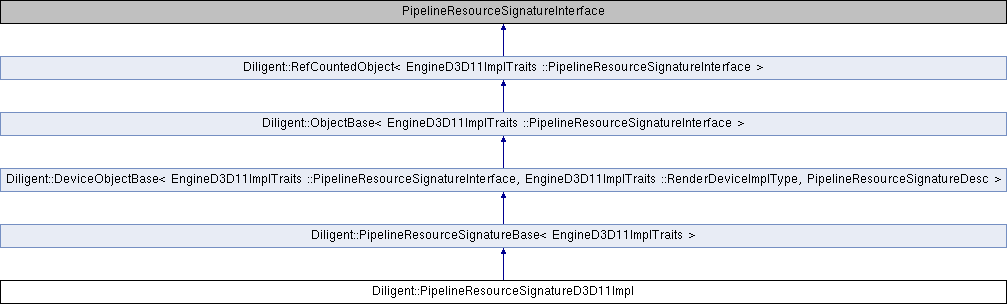 PipelineResourceSignatureInterface
Diligent::RefCountedObject< EngineD3D11ImplTraits ::PipelineResourceSignatureInterface >
Diligent::ObjectBase< EngineD3D11ImplTraits ::PipelineResourceSignatureInterface >
Diligent::DeviceObjectBase< EngineD3D11ImplTraits ::PipelineResourceSignatureInterface, EngineD3D11ImplTraits ::RenderDeviceImplType, PipelineResourceSignatureDesc >
Diligent::PipelineResourceSignatureBase< EngineD3D11ImplTraits >
Diligent::PipelineResourceSignatureD3D11Impl